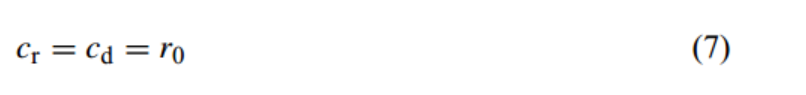 c_r = c_d = r_0 (7)